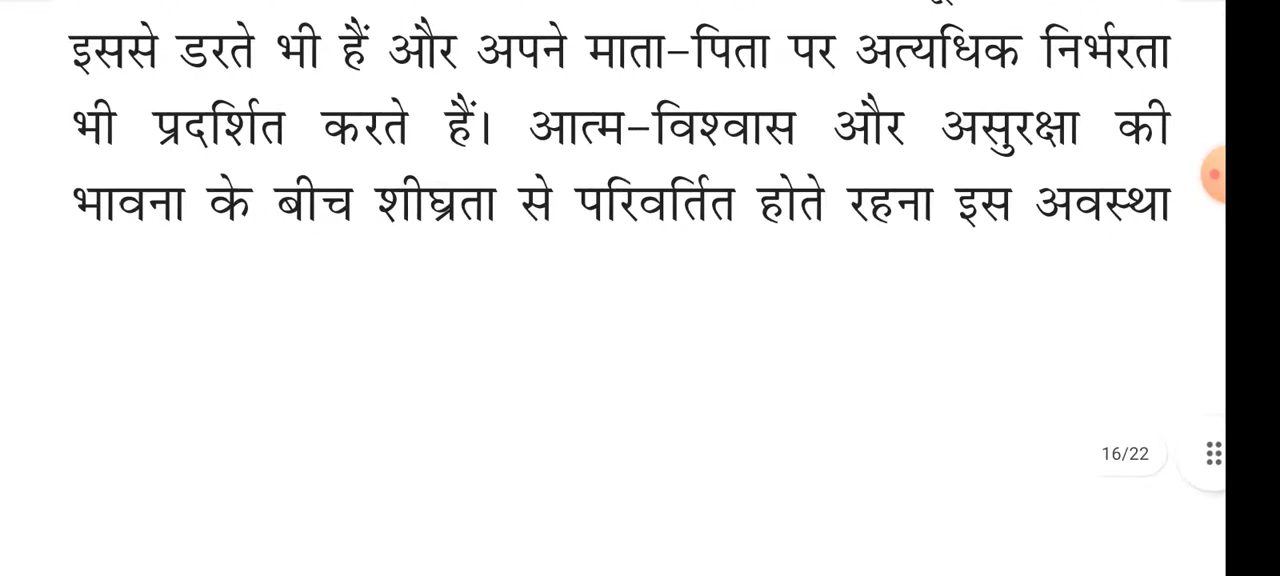 इससे डरते भी हैं और अपने माता-पिता पर अत्यधिक निर्भरता
भी प्रदर्शित करते हैं। आत्म-विश्वास और असुरक्षा की
भावना के बीच शीघ्रता से परिवर्तित होते रहना इस अवस्था
16/22